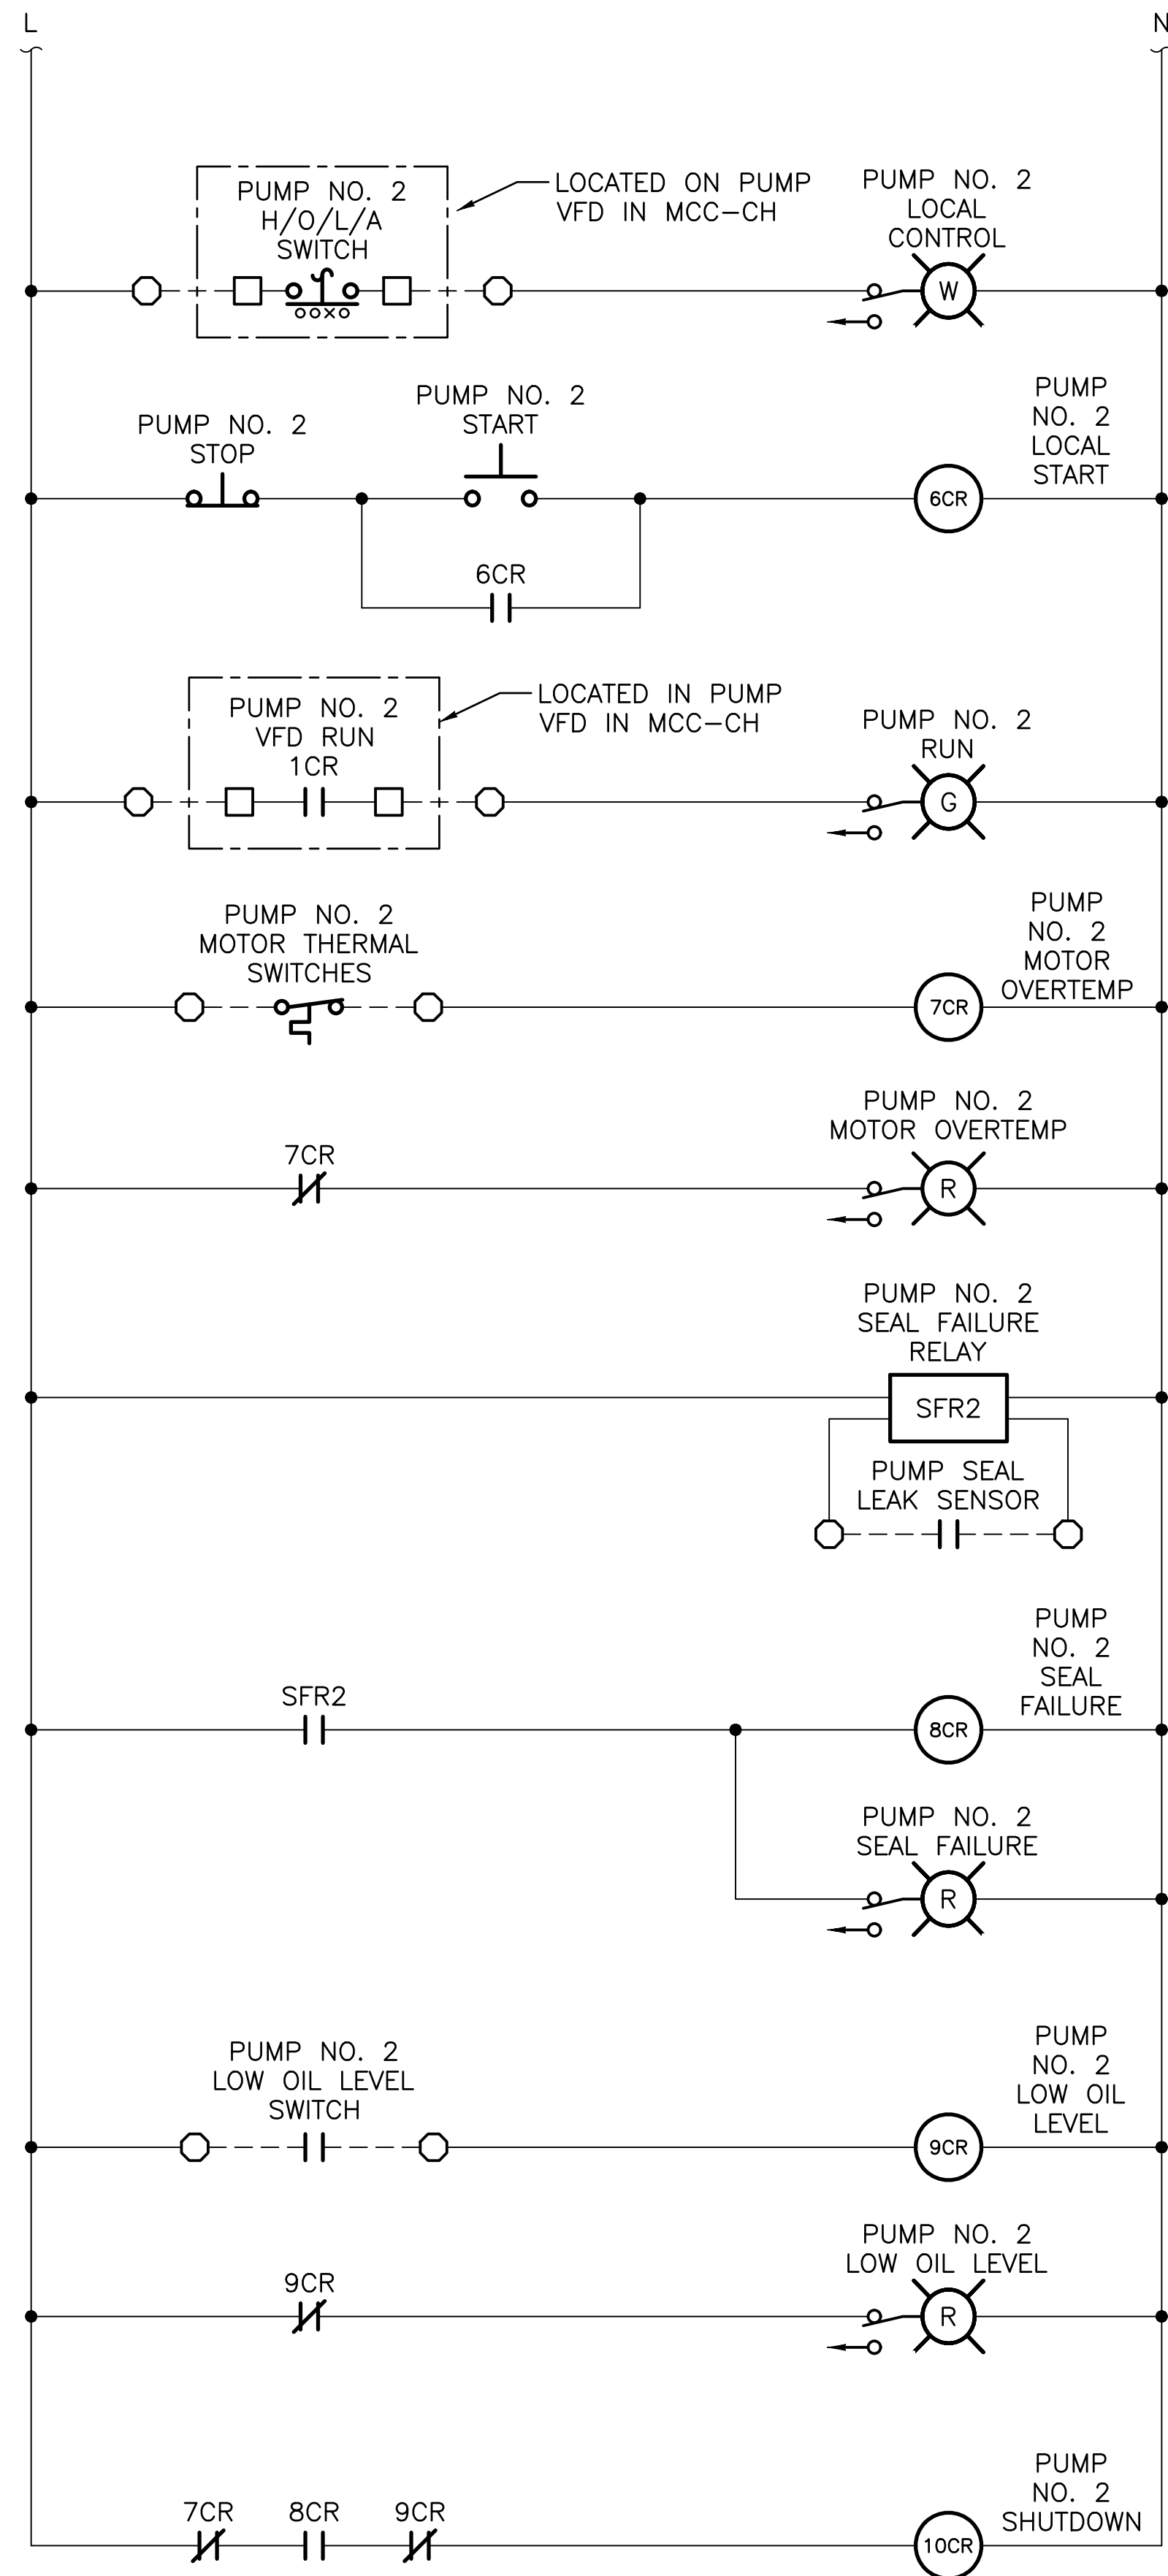 L
N
PUMP NO. 2
H/O/L/A
SWITCH
OOXO
LOCATED ON PUMP
VFD IN MCC-CH
PUMP NO. 2
LOCAL
CONTROL
W
PUMP NO. 2
STOP
PUMP NO. 2
START
PUMP
NO. 2
LOCAL
START
6CR
6CR
PUMP NO. 2
VFD RUN
1CR
LOCATED IN PUMP
VFD IN MCC-CH
PUMP NO. 2
RUN
G
PUMP NO. 2
MOTOR THERMAL
SWITCHES
PUMP
NO. 2
MOTOR
OVERTEMP
7CR
7CR
PUMP NO. 2
MOTOR OVERTEMP
R
PUMP NO. 2
SEAL FAILURE
RELAY
SFR2
PUMP SEAL
LEAK SENSOR
SFR2
PUMP
NO. 2
SEAL
FAILURE
8CR
PUMP NO. 2
SEAL FAILURE
R
PUMP NO. 2
LOW OIL LEVEL
SWITCH
PUMP
NO. 2
LOW OIL
LEVEL
9CR
9CR
PUMP NO. 2
LOW OIL LEVEL
R
7CR
8CR
9CR
PUMP
NO. 2
SHUTDOWN
10CR